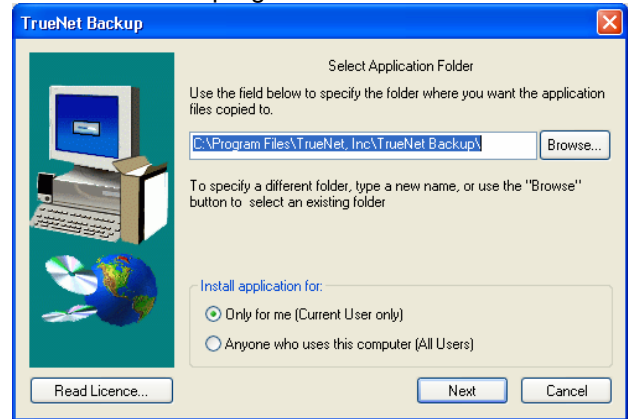 TrueNet Backup
Select Application Folder
Use the field below to specify the folder where you want the application
files copied to.
C:\Program Files\TrueNet, Inc\TrueNet Backup\
Browse...
To specify a different folder, type a new name, or use the "Browse"
button to select an existing folder
Install application for:
Only for me (Current User only)
Anyone who uses this computer (All Users)
Read Licence...
Next
Cancel